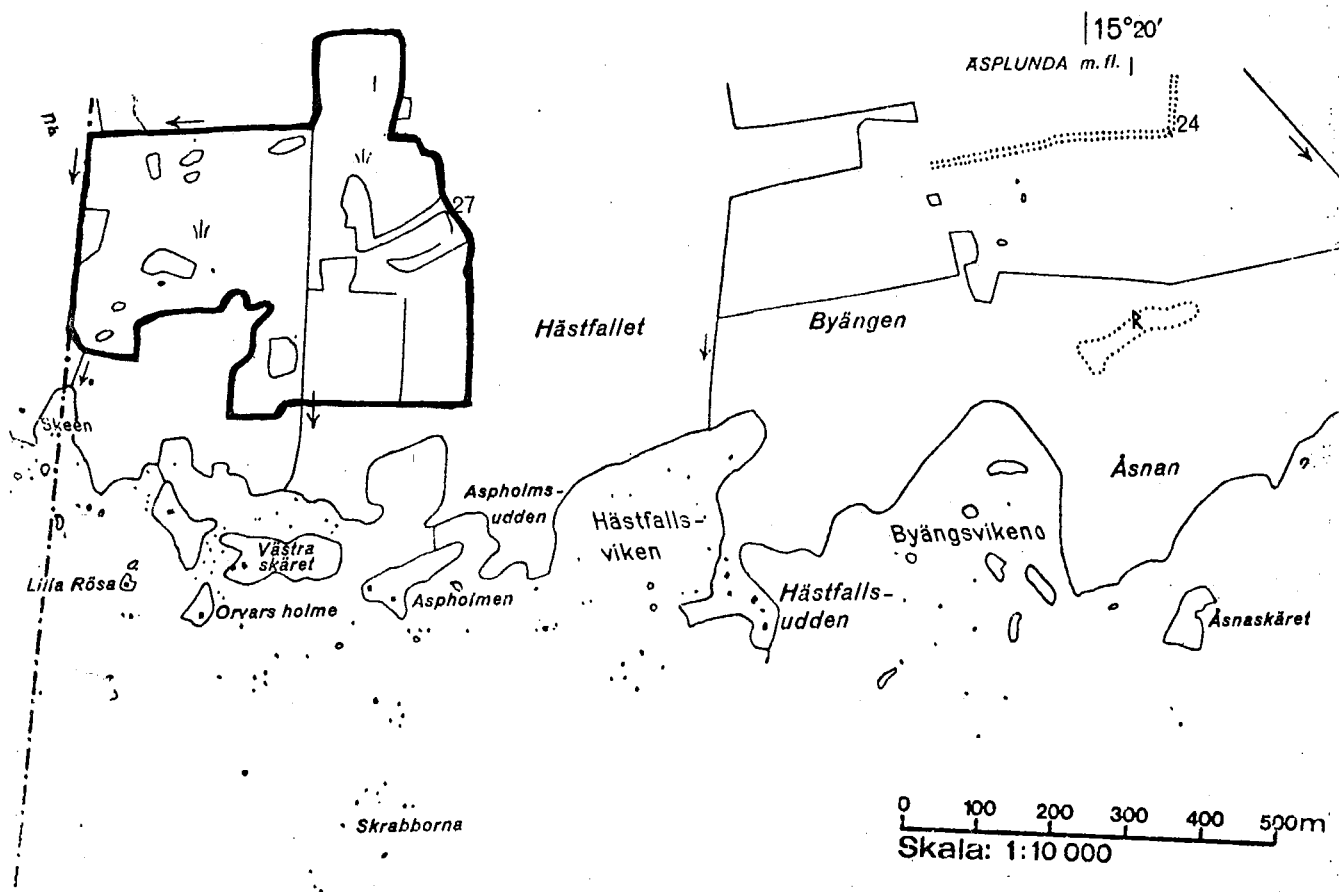 15°20'
ÄSPLUNDA m. fl.
24
27
Hästfallet
Byängen
R
Skeen
Åsnan
Aspholms-
udden
Hästfalls-
viken
Byängsviken
Västra
skäret
Lilla Rösa
Orvars holme
Aspholmen
Hästfalls-
udden
Åsnaskäret
Skrabborna
0 100 200 300 400 500m
Skala: 1:10 000